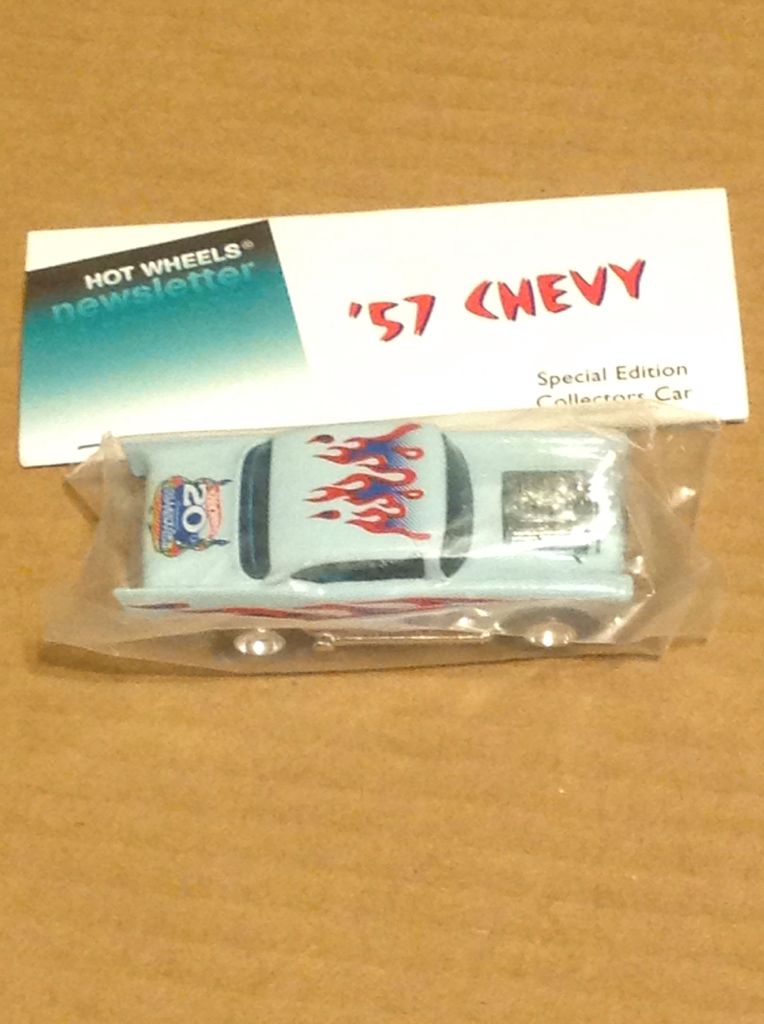 HOT WHEELS®
newsletter
'57 CHEVY
Special Edition
Collectors Car
20